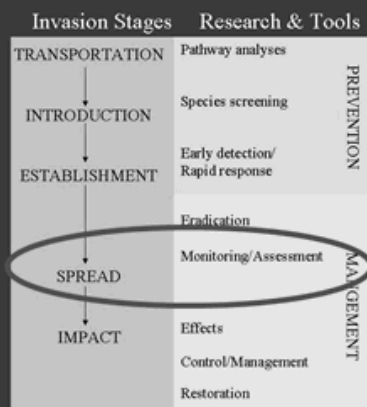 Invasion Stages Research & Tools
TRANSPORTATION Pathway analyses
INTRODUCTION Species screening
ESTABLISHMENT Early detection/
Rapid response
PREVENTION
Eradication
SPREAD Monitoring/Assessment
IMPACT Effects
Control/Management
Restoration
MANGEMENT